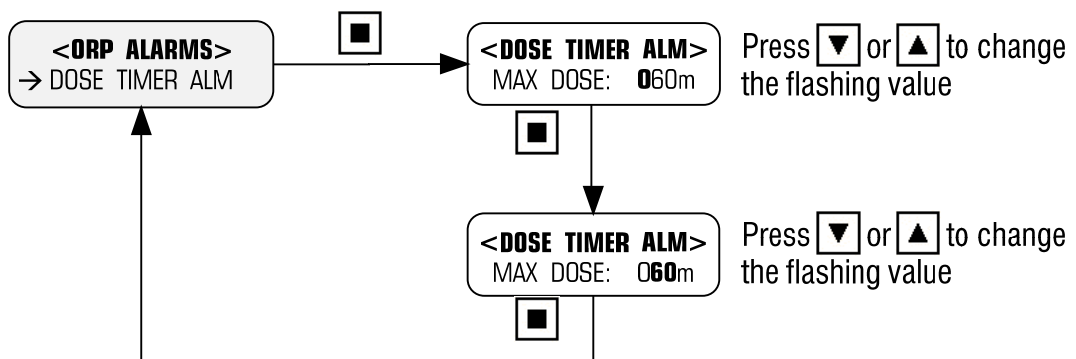 <ORP ALARMS>
→ DOSE TIMER ALM
<DOSE TIMER ALM>
MAX DOSE: 060m
Press ▼ or ▲ to change
the flashing value
<DOSE TIMER ALM>
MAX DOSE: 060m
Press ▼ or ▲ to change
the flashing value